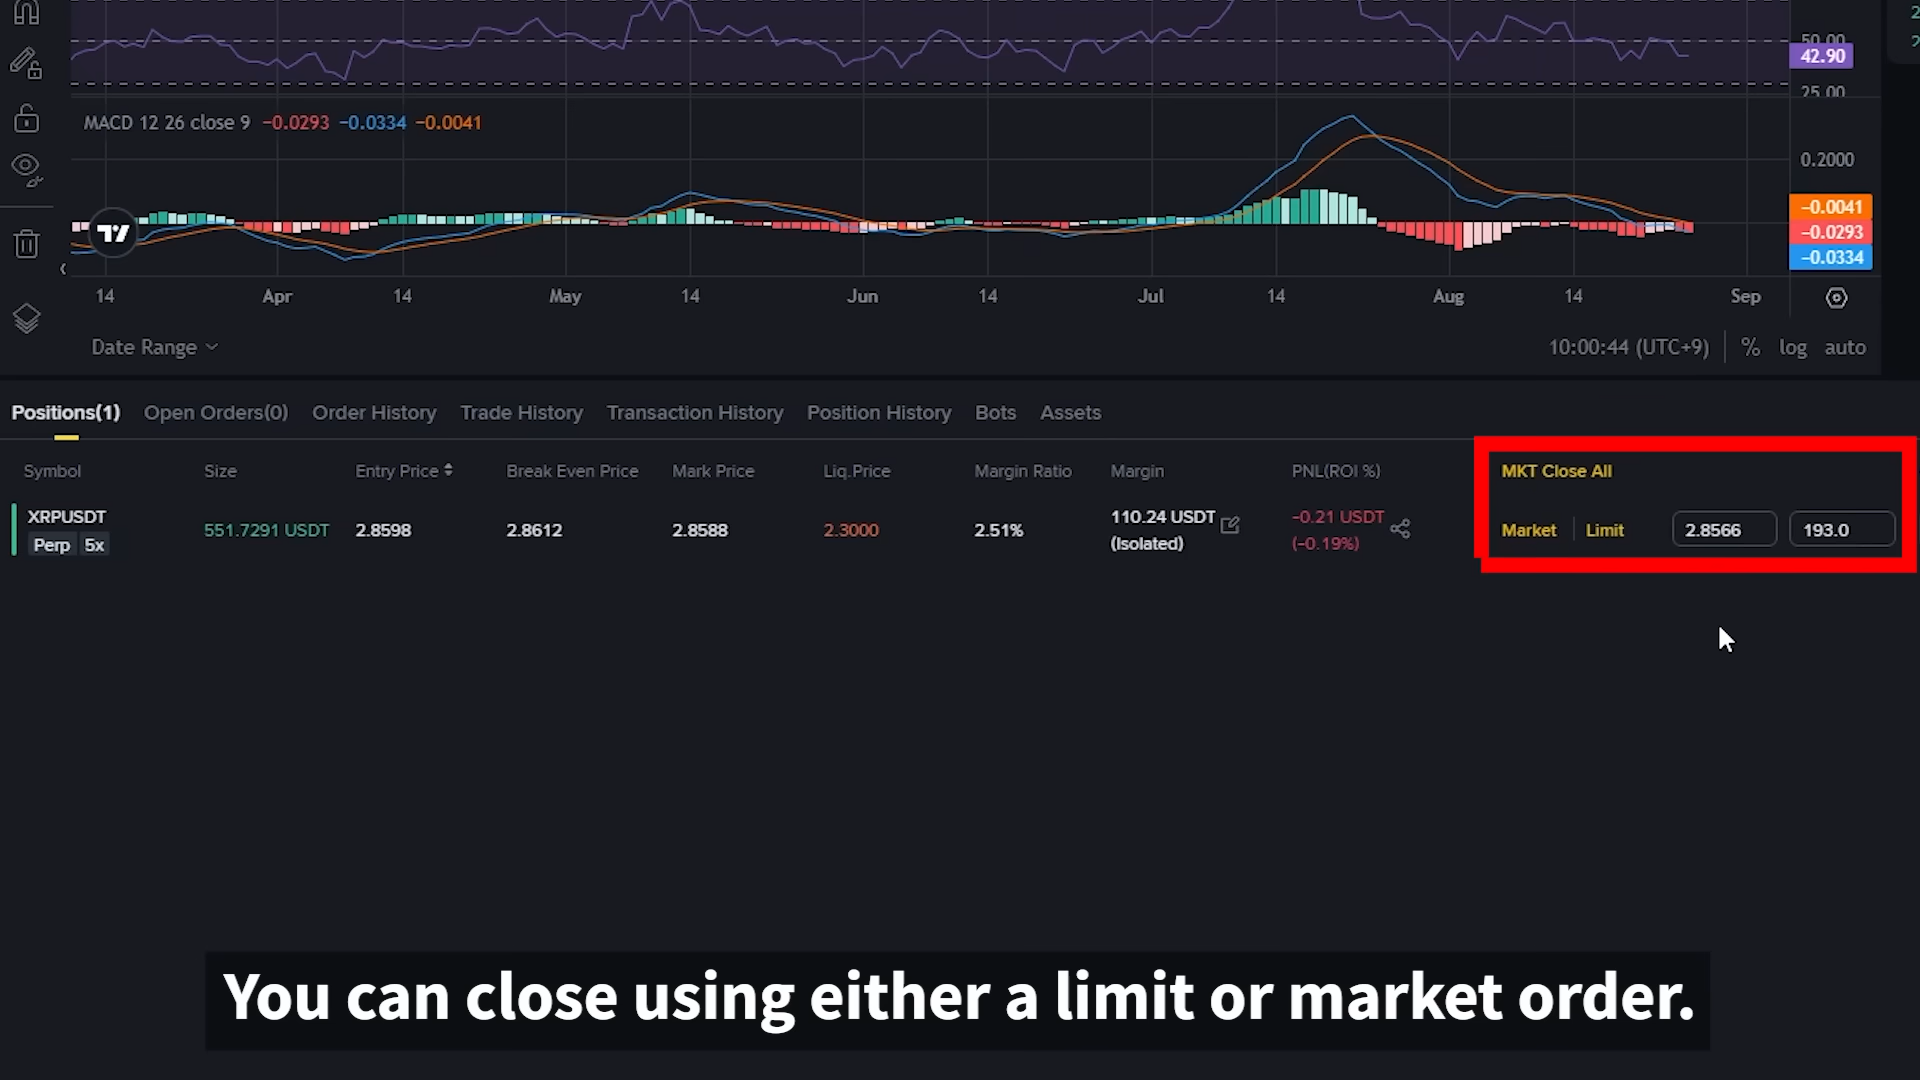 50.00
42.90
25.00
MACD 12 26 close 9 −0.0293 −0.0334 −0.0041
0.2000
−0.0041
−0.0293
−0.0334
14 Apr 14 May 14 Jun 14 Jul 14 Aug 14 Sep
Date Range
10:00:44 (UTC+9) % log auto
Positions(1) Open Orders(0) Order History Trade History Transaction History Position History Bots Assets
Symbol Size Entry Price Break Even Price Mark Price Liq.Price Margin Ratio Margin PNL(ROI %) MKT Close All
XRPUSDT 551.7291 USDT 2.8598 2.8612 2.8588 2.3000 2.51% 110.24 USDT −0.21 USDT Market Limit 2.8566 193.0
Perp 5x (Isolated) (−0.19%)
You can close using either a limit or market order.